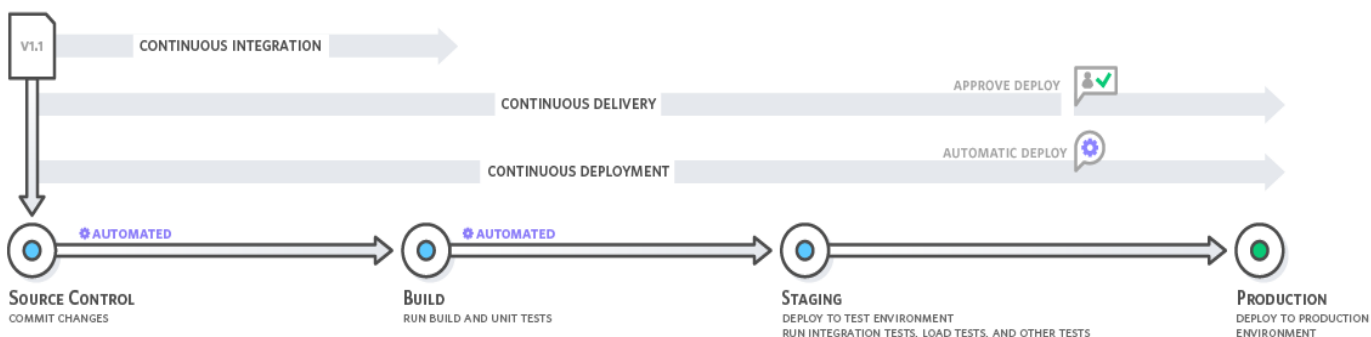 V1.1
CONTINUOUS INTEGRATION
APPROVE DEPLOY
CONTINUOUS DELIVERY
AUTOMATIC DEPLOY
CONTINUOUS DEPLOYMENT
AUTOMATED
AUTOMATED
SOURCE CONTROL
COMMIT CHANGES
BUILD
RUN BUILD AND UNIT TESTS
STAGING
DEPLOY TO TEST ENVIRONMENT
RUN INTEGRATION TESTS, LOAD TESTS, AND OTHER TESTS
PRODUCTION
DEPLOY TO PRODUCTION
ENVIRONMENT